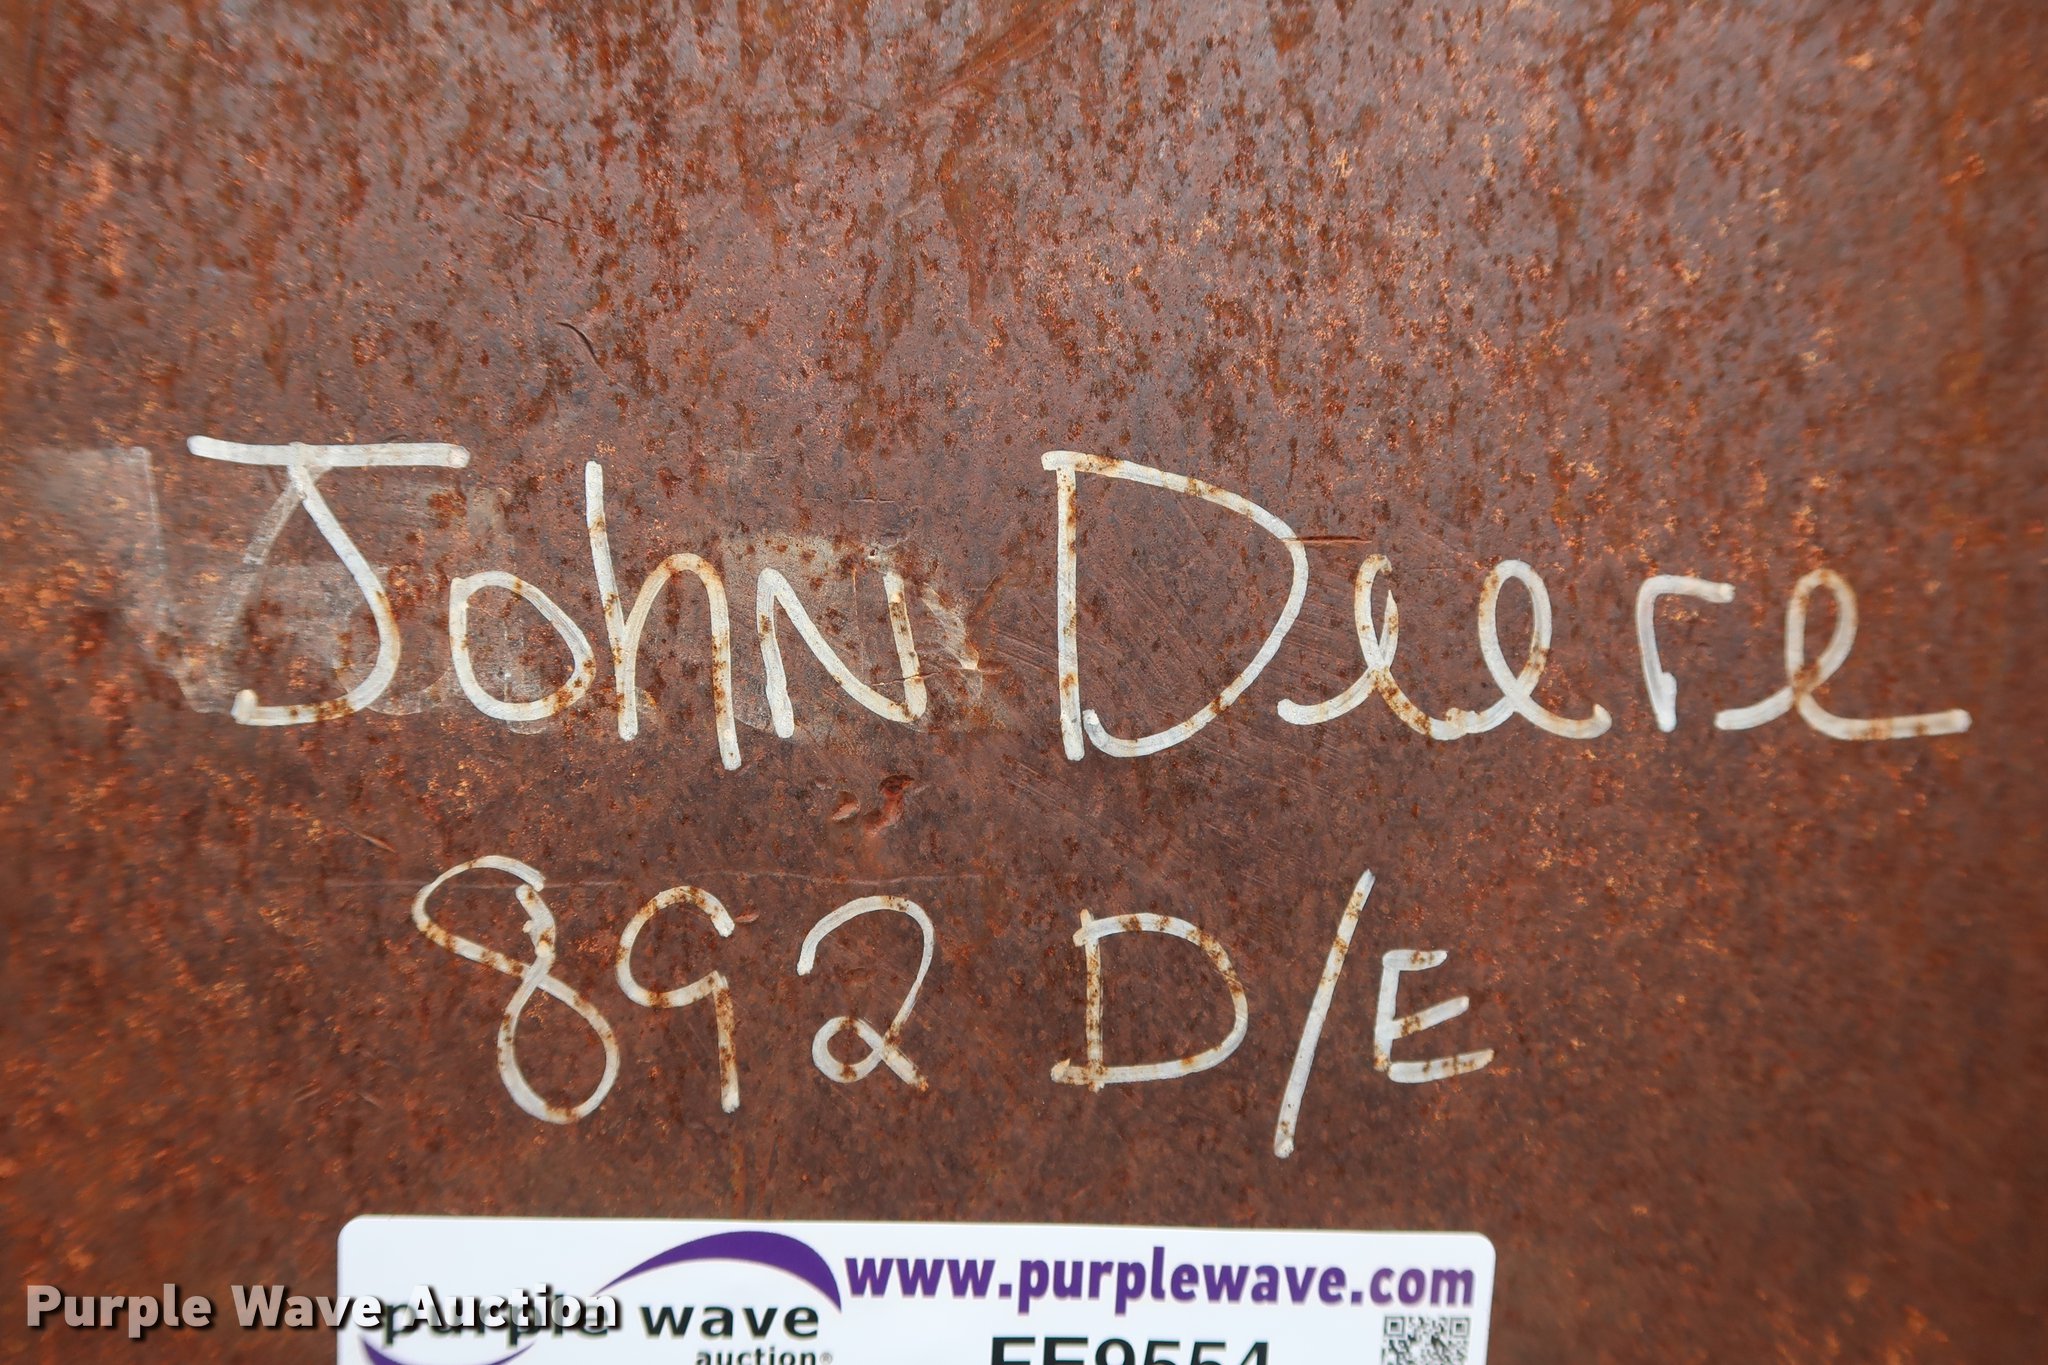 John Deere
892 D/E
www.purplewave.com
purple wave
auction®
Purple Wave Auction